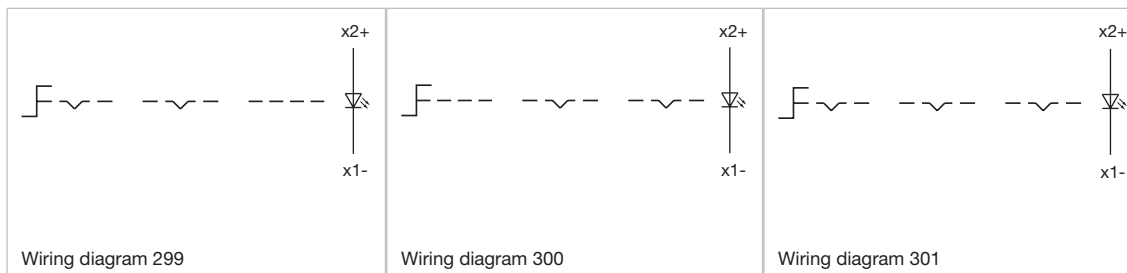 x2+ x2+ x2+
x1- x1- x1-
Wiring diagram 299 Wiring diagram 300 Wiring diagram 301